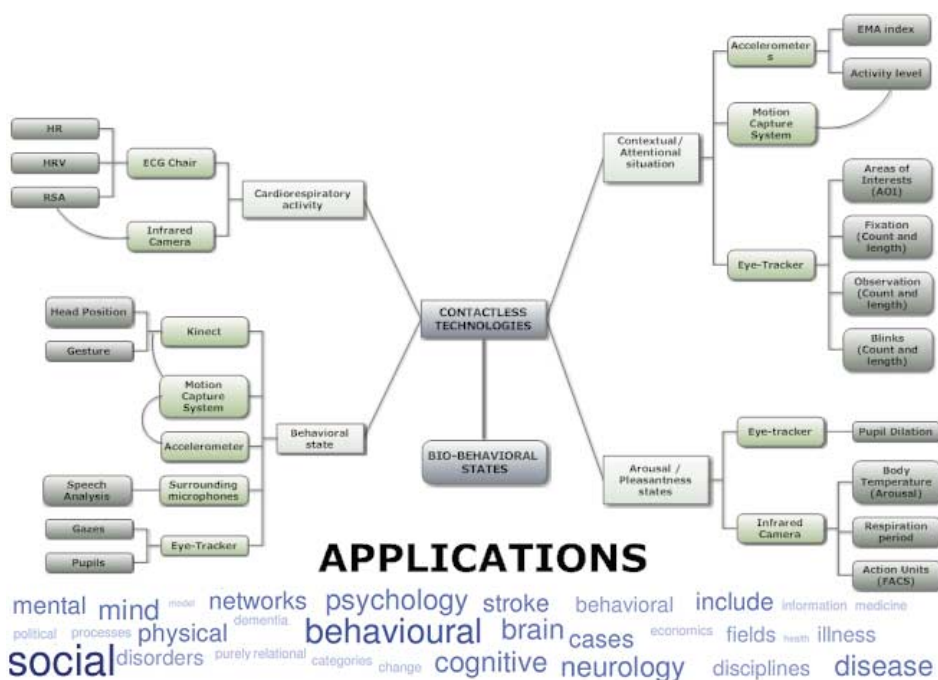 EMA index
Accelerometer
s
Activity level
Motion
Capture
System
Contextual/
Attentional
situation
Areas of
Interests
(AOI)
Fixation
(Count and
length)
Eye-Tracker
Observation
(Count and
length)
Blinks
(Count and
length)
HR
HRV
RSA
ECG Chair
Infrared
Camera
Cardiorespiratory
activity
CONTACTLESS
TECHNOLOGIES
BIO-BEHAVIORAL
STATES
Head Position
Gesture
Kinect
Motion
Capture
System
Accelerometer
Behavioral
state
Speech
Analysis
Surrounding
microphones
Gazes
Pupils
Eye-Tracker
Arousal /
Pleasantness
states
Eye-tracker
Pupil Dilation
Infrared
Camera
Body
Temperature
(Arousal)
Respiration
period
Action Units
(FACS)
APPLICATIONS
mental mind model networks psychology stroke behavioral include information medicine
political processes physical dementia behavioural brain cases economics fields health illness
social disorders purely relational categories change cognitive neurology disciplines disease